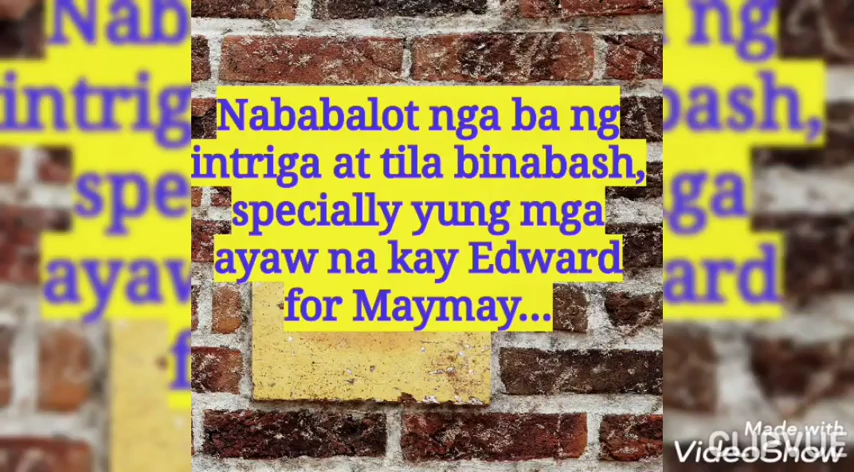 Nababalot nga ba ng
intriga at tila binabash,
specially yung mga
ayaw na kay Edward
for Maymay...
Made with
VideoShow